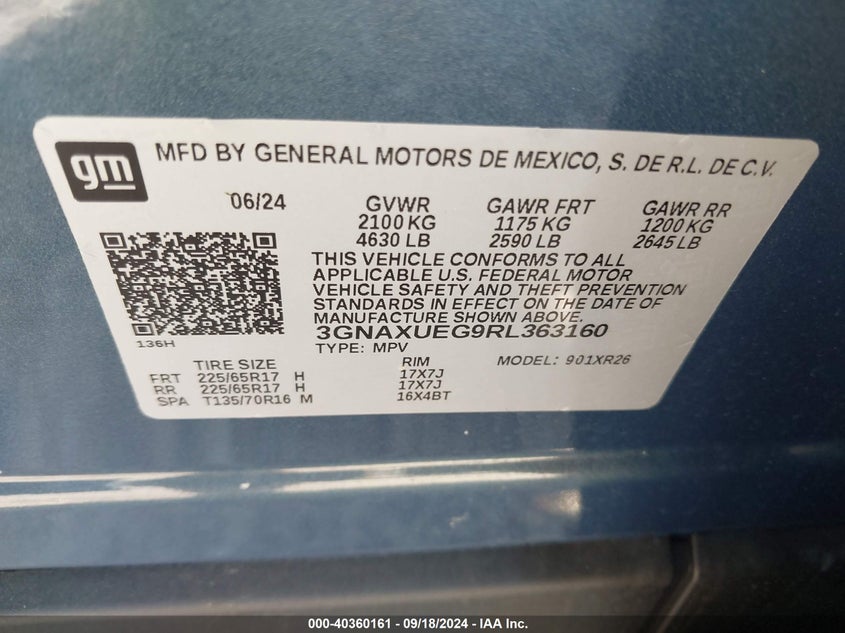 gm
MFD BY GENERAL MOTORS DE MEXICO, S. DE R.L. DE C.V.
06/24 GVWR GAWR FRT GAWR RR
2100 KG 1175 KG 1200 KG
4630 LB 2590 LB 2645 LB
THIS VEHICLE CONFORMS TO ALL
APPLICABLE U.S. FEDERAL MOTOR
VEHICLE SAFETY AND THEFT PREVENTION
STANDARDS IN EFFECT ON THE DATE OF
MANUFACTURE SHOWN ABOVE.
3GNAXUEG9RL363160
136H
TYPE: MPV MODEL: 901XR26
TIRE SIZE RIM
FRT 225/65R17 H 17X7J
RR 225/65R17 H 17X7J
SPA T135/70R16 M 16X4BT
000-40360161 - 09/18/2024 - IAA Inc.